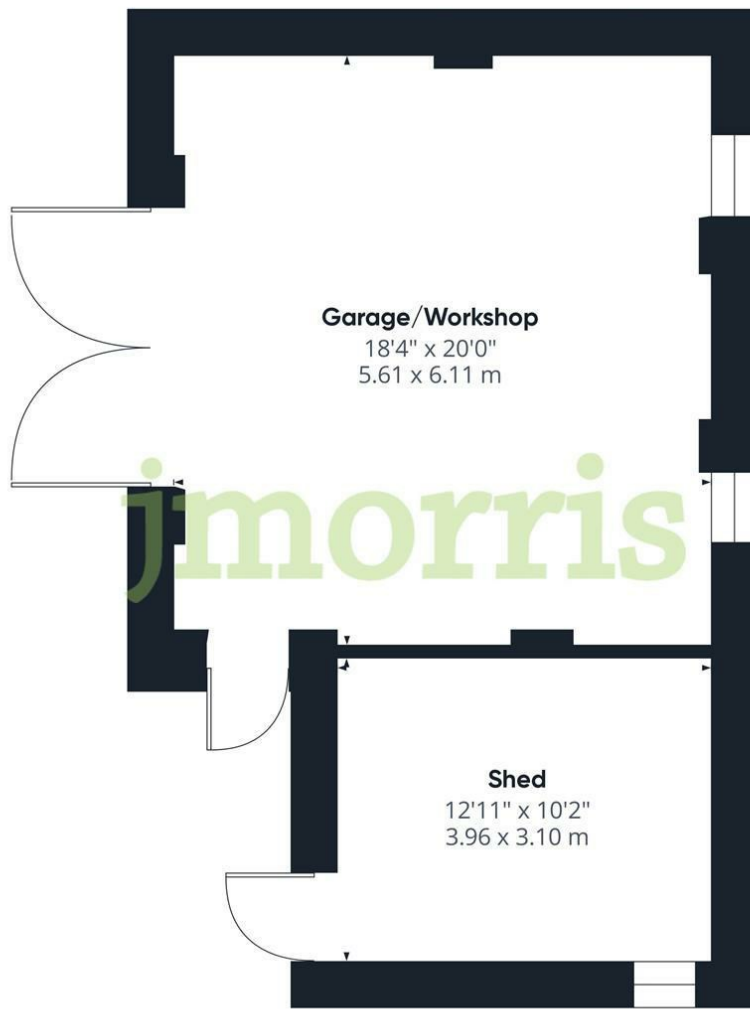 Garage/Workshop
18'4" x 20'0"
5.61 x 6.11 m
jmorris
Shed
12'11" x 10'2"
3.96 x 3.10 m